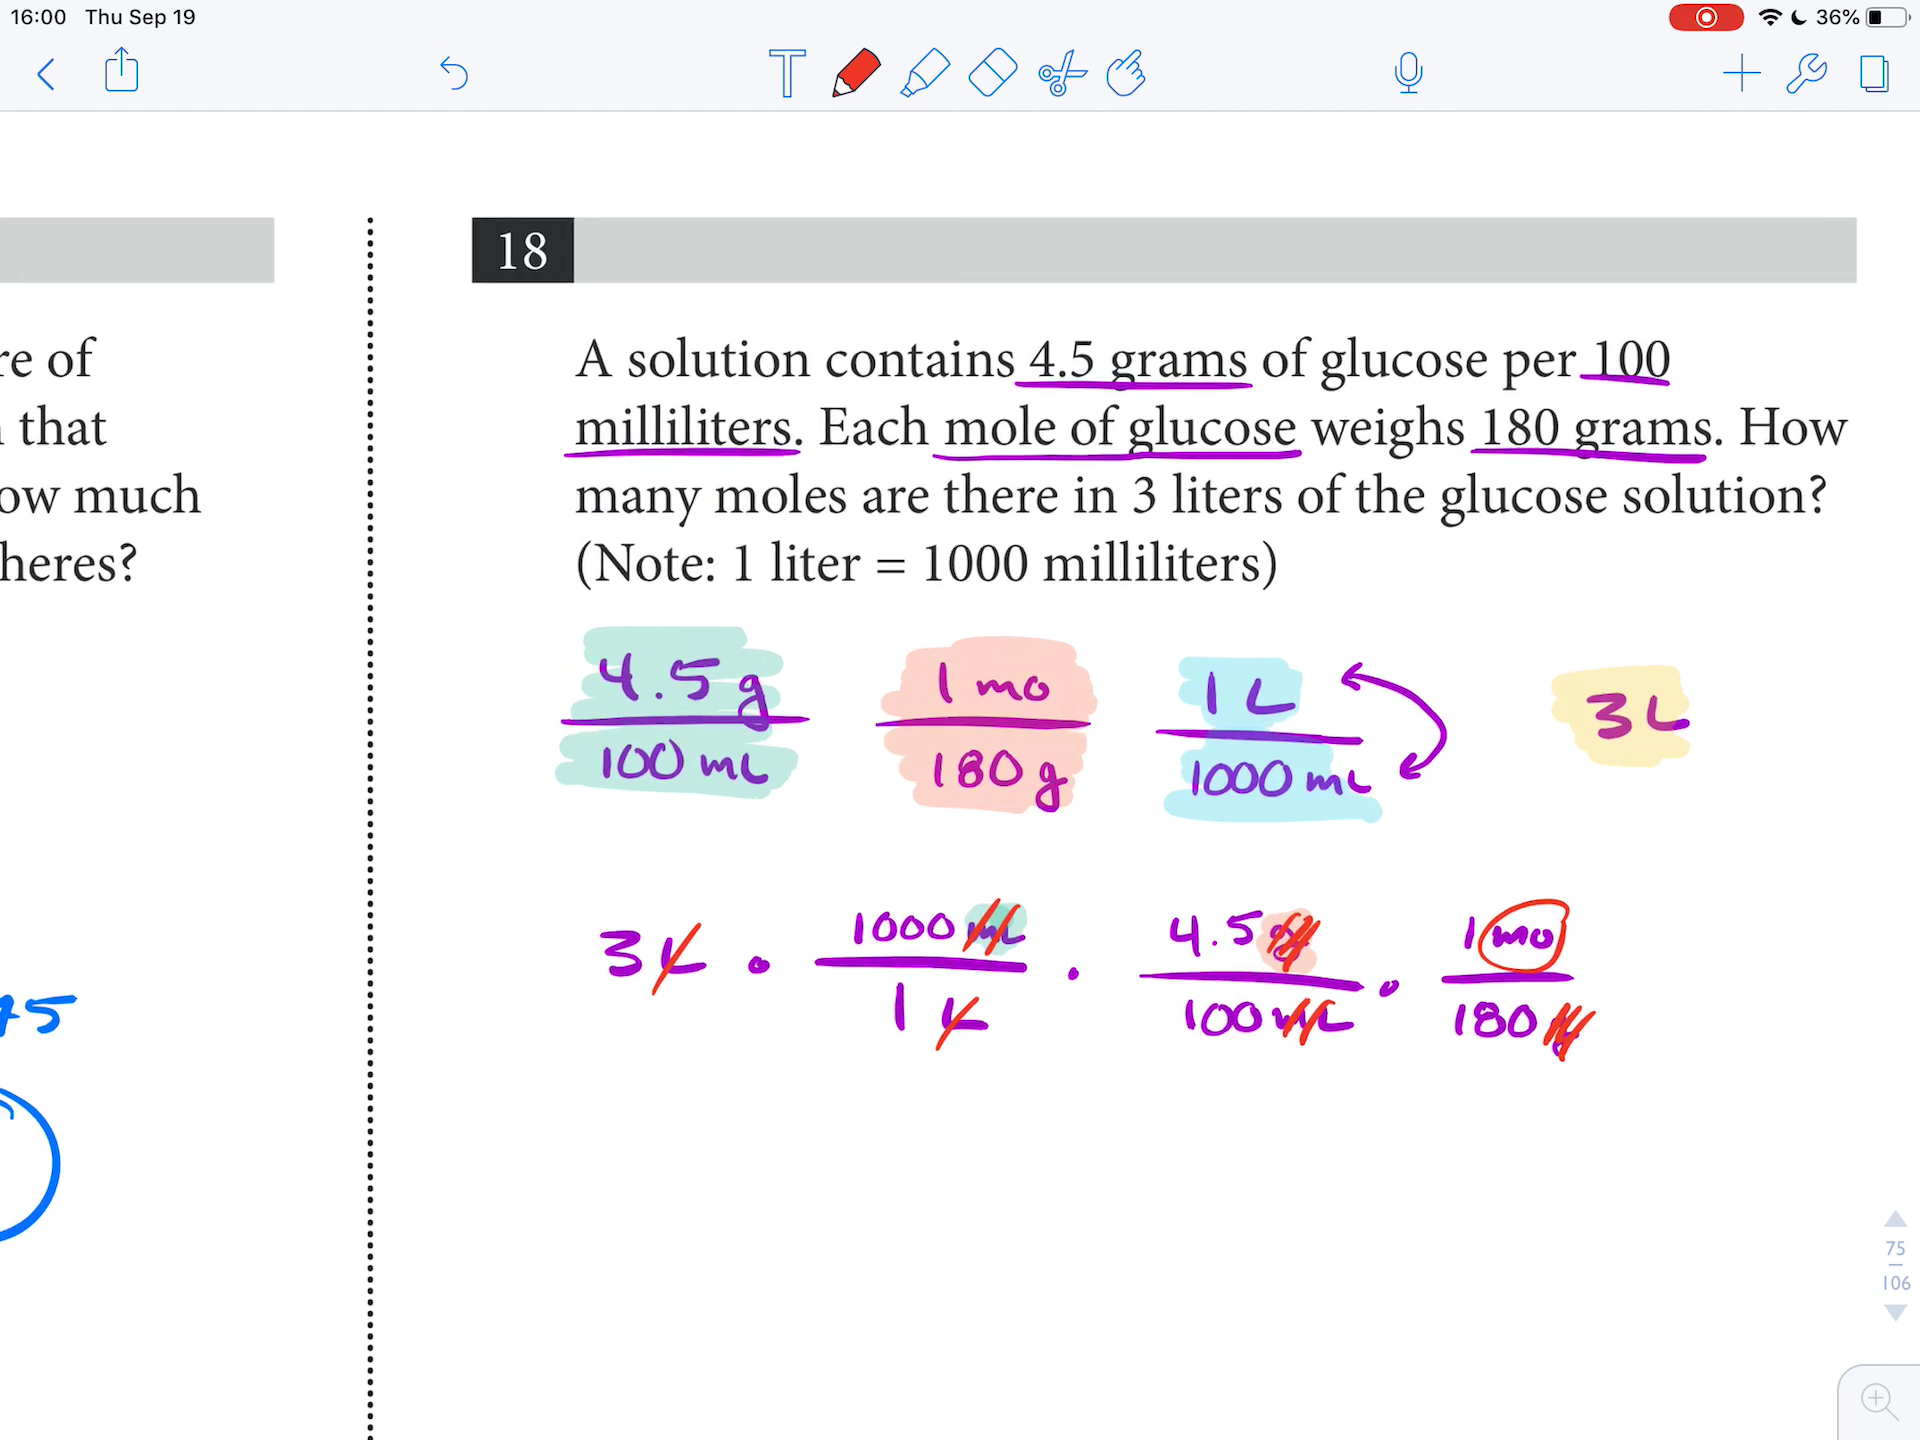 16:00 Thu Sep 19
36%
T
18
re of
that
ow much
heres?
A solution contains 4.5 grams of glucose per 100
milliliters. Each mole of glucose weighs 180 grams. How
many moles are there in 3 liters of the glucose solution?
(Note: 1 liter = 1000 milliliters)
4.5 g
100 mL
1 mo
180 g
1 L
1000 mL
3 L
3 L • 1000 mL • 4.5 g • 1 mo
1 L 100 mL 180 g
75
75
106